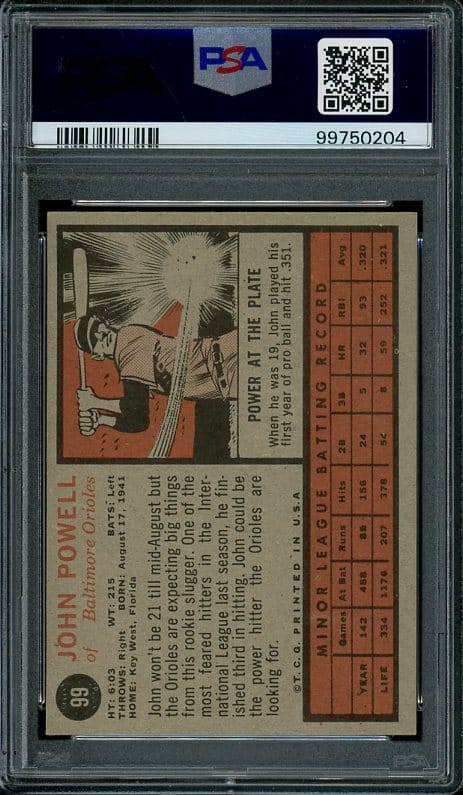 PSA
99750204
99
JOHN POWELL
of Baltimore Orioles
HT: 6:03 WT: 215 BATS: Left
THROWS: Right BORN: August 17, 1941
HOME: Key West, Florida
John won't be 21 till mid-August but
the Orioles are expecting big things
from this rookie slugger. One of the
most feared hitters in the Inter-
national League last season, he fin-
ished third in hitting. John could be
the power hitter the Orioles are
looking for.
©T.C.G. PRINTED IN U.S.A
POWER AT THE PLATE
When he was 19, John played his
first year of pro ball and hit .351.
MINOR LEAGUE BATTING RECORD
Games At Bat Runs Hits 2B 3B HR RBI Avg
YEAR 142 488 156 24 5 32 93 .320
LIFE 334 1176 207 378 8 59 252 .321